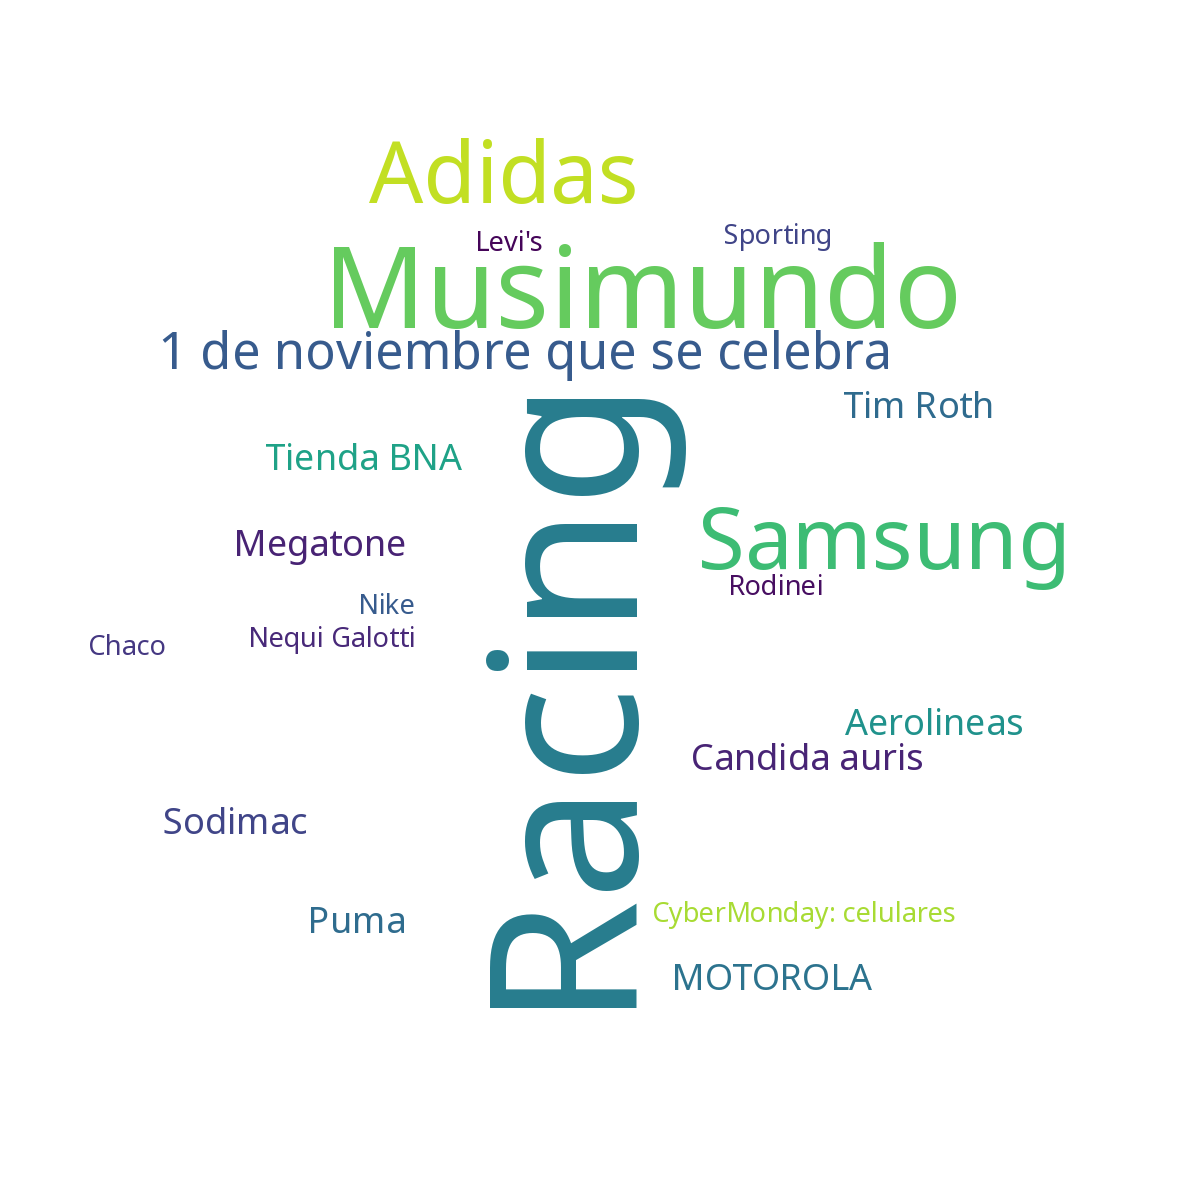 Adidas
Levi's
Sporting
Musimundo
1 de noviembre que se celebra
Tim Roth
Tienda BNA
Racing
Samsung
Megatone
Rodinei
Nike
Nequi Galotti
Chaco
Aerolineas
Candida auris
Sodimac
Puma
CyberMonday: celulares
MOTOROLA